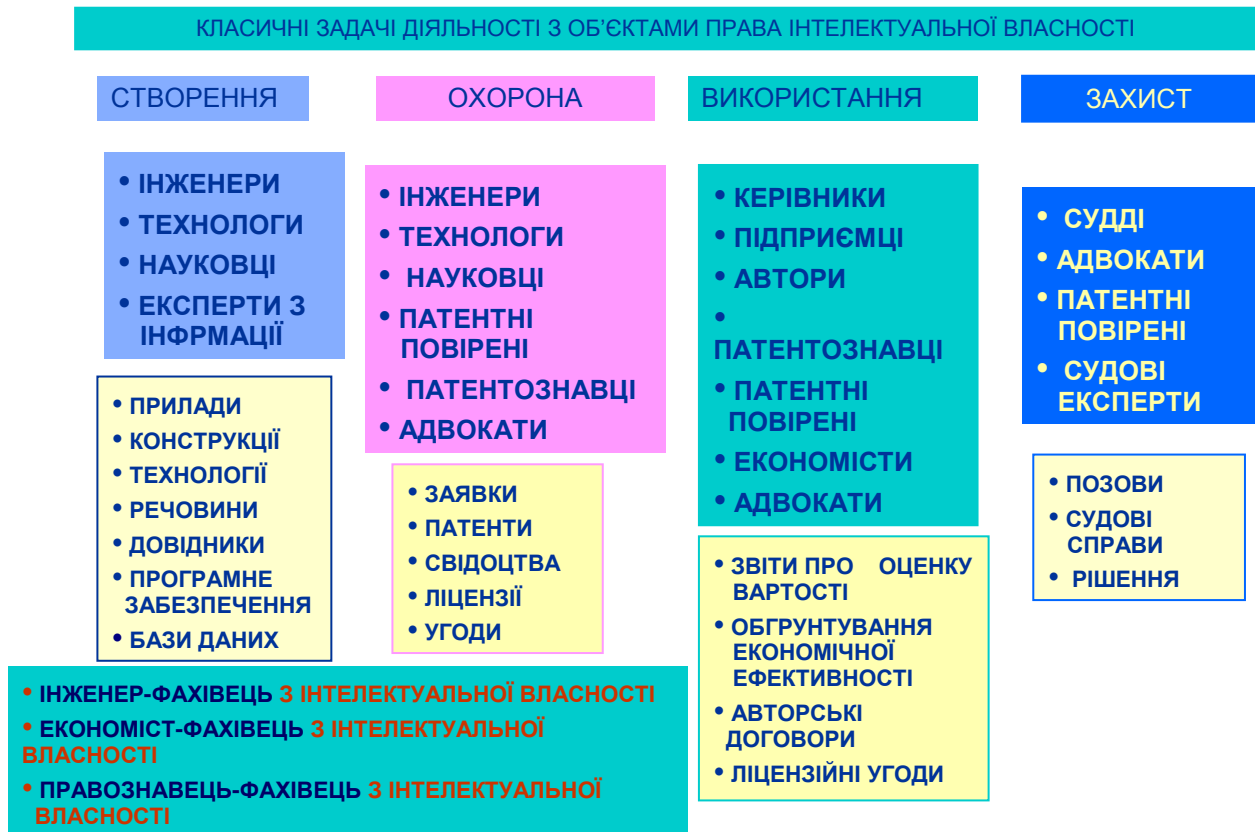 КЛАСИЧНІ ЗАДАЧІ ДІЯЛЬНОСТІ З ОБ’ЄКТАМИ ПРАВА ІНТЕЛЕКТУАЛЬНОЇ ВЛАСНОСТІ
СТВОРЕННЯ
• ІНЖЕНЕРИ
• ТЕХНОЛОГИ
• НАУКОВЦІ
• ЕКСПЕРТИ З
ІНФРМАЦІЇ
• ПРИЛАДИ
• КОНСТРУКЦІЇ
• ТЕХНОЛОГІЇ
• РЕЧОВИНИ
• ДОВІДНИКИ
• ПРОГРАМНЕ
ЗАБЕЗПЕЧЕННЯ
• БАЗИ ДАНИХ
ОХОРОНА
• ІНЖЕНЕРИ
• ТЕХНОЛОГИ
• НАУКОВЦІ
• ПАТЕНТНІ
ПОВІРЕНІ
• ПАТЕНТОЗНАВЦІ
• АДВОКАТИ
• ЗАЯВКИ
• ПАТЕНТИ
• СВІДОЦТВА
• ЛІЦЕНЗІЇ
• УГОДИ
ВИКОРИСТАННЯ
• КЕРІВНИКИ
• ПІДПРИЄМЦІ
• АВТОРИ
•
ПАТЕНТОЗНАВЦІ
• ПАТЕНТНІ
ПОВІРЕНІ
• ЕКОНОМІСТИ
• АДВОКАТИ
• ЗВІТИ ПРО ОЦЕНКУ
ВАРТОСТІ
• ОБГРУНТУВАННЯ
ЕКОНОМІЧНОЇ
ЕФЕКТИВНОСТІ
• АВТОРСЬКІ
ДОГОВОРИ
• ЛІЦЕНЗІЙНІ УГОДИ
ЗАХИСТ
• СУДДІ
• АДВОКАТИ
• ПАТЕНТНІ
ПОВІРЕНІ
• СУДОВІ
ЕКСПЕРТИ
• ПОЗОВИ
• СУДОВІ
СПРАВИ
• РІШЕННЯ
• ІНЖЕНЕР-ФАХІВЕЦЬ З ІНТЕЛЕКТУАЛЬНОЇ ВЛАСНОСТІ
• ЕКОНОМІСТ-ФАХІВЕЦЬ З ІНТЕЛЕКТУАЛЬНОЇ
ВЛАСНОСТІ
• ПРАВОЗНАВЕЦЬ-ФАХІВЕЦЬ З ІНТЕЛЕКТУАЛЬНОЇ
ВЛАСНОСТІ